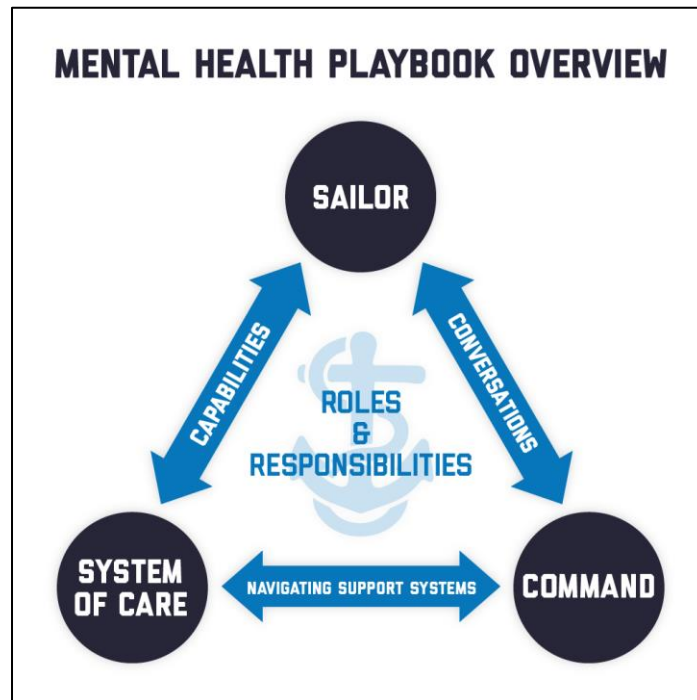 MENTAL HEALTH PLAYBOOK OVERVIEW
SAILOR
CAPABILITIES
CONVERSATIONS
ROLES
&
RESPONSIBILITIES
SYSTEM
OF CARE
NAVIGATING SUPPORT SYSTEMS
COMMAND